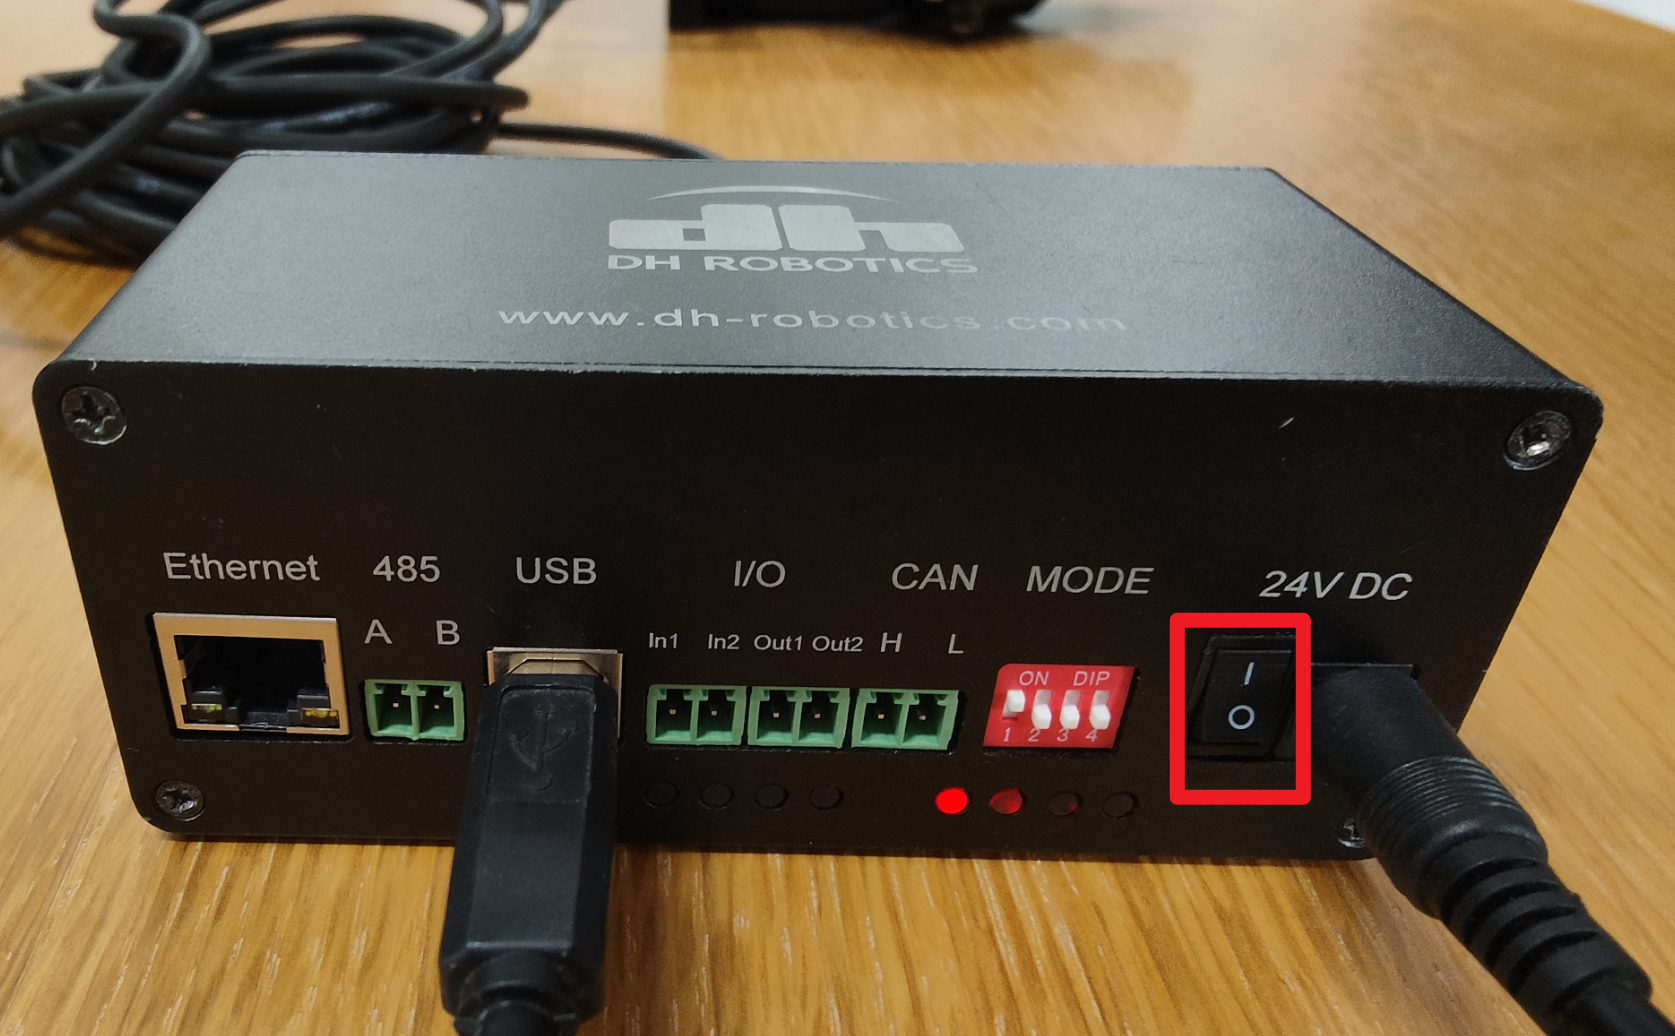 dh
DH ROBOTICS
www.dh-robotics.com
Ethernet 485 USB I/O CAN MODE 24V DC
A B In1 In2 Out1 Out2 H L
ON DIP
1 2 3 4
I
O